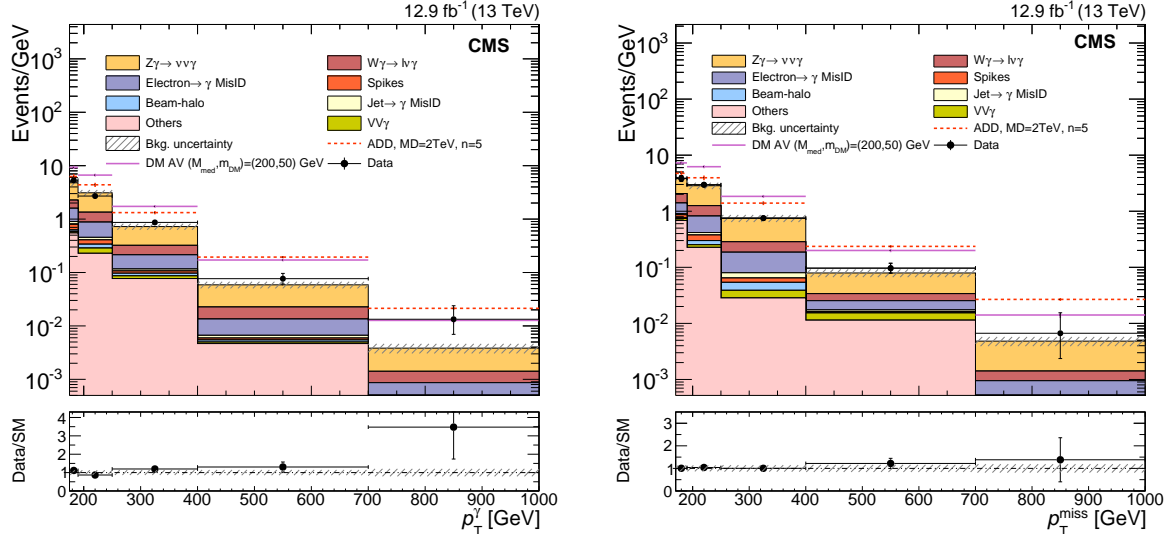 12.9 fb⁻¹ (13 TeV)
CMS
Events/GeV
Zγ→ ννγ
Wγ→ lνγ
Electron→ γ MisID
Spikes
Beam-halo
Jet→ γ MisID
Others
VVγ
Bkg. uncertainty
ADD, MD=2TeV, n=5
DM AV (M_med,m_DM)=(200,50) GeV
Data
10³
10²
10
1
10⁻¹
10⁻²
10⁻³
Data/SM
4
3
2
1
0
200 300 400 500 600 700 800 900 1000
p_T^γ [GeV]
12.9 fb⁻¹ (13 TeV)
CMS
Events/GeV
Zγ→ ννγ
Wγ→ lνγ
Electron→ γ MisID
Spikes
Beam-halo
Jet→ γ MisID
Others
VVγ
Bkg. uncertainty
ADD, MD=2TeV, n=5
DM AV (M_med,m_DM)=(200,50) GeV
Data
10³
10²
10
1
10⁻¹
10⁻²
10⁻³
Data/SM
3
2
1
0
200 300 400 500 600 700 800 900 1000
p_T^miss [GeV]